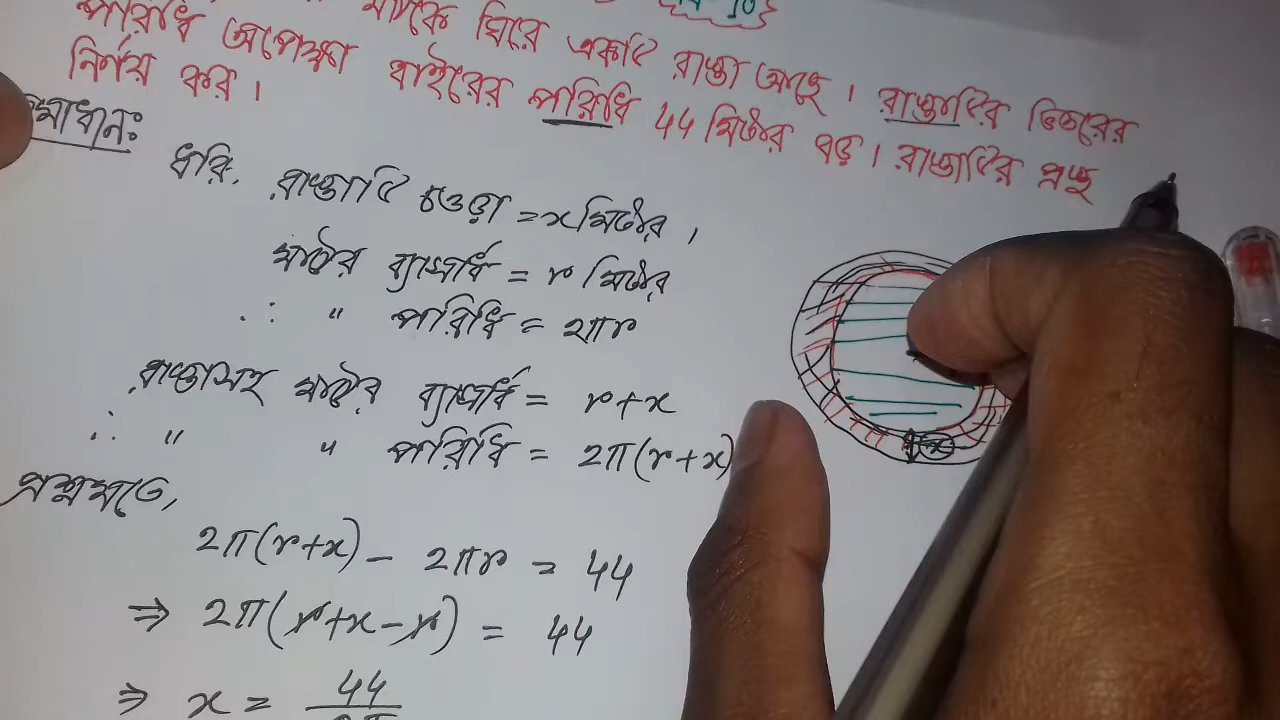 মাঠকে ঘিরে একটি রাস্তা আছে। রাস্তাটির ভিতরের
পরিধি অপেক্ষা বাইরের পরিধি 44 মিটার বড়। রাস্তাটির প্রস্থ
নির্ণয় কর।
ধরি, রাস্তাটি চওড়া = x মিটার,
মাঠের ব্যাসার্ধ = r মিটার
∴ " পরিধি = 2πr
রাস্তাসহ মাঠের ব্যাসার্ধ = r+x
∴ " " পরিধি = 2π(r+x)
প্রশ্নমতে,
2π(r+x) - 2πr = 44
⇒ 2π(r+x-r) = 44
⇒ x = 44
x